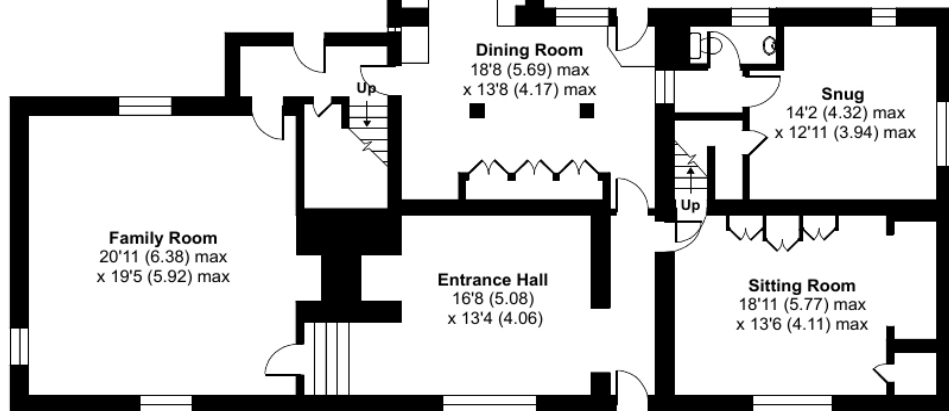 Dining Room
18'8 (5.69) max
x 13'8 (4.17) max
Up
Snug
14'2 (4.32) max
x 12'11 (3.94) max
Up
Family Room
20'11 (6.38) max
x 19'5 (5.92) max
Entrance Hall
16'8 (5.08)
x 13'4 (4.06)
Sitting Room
18'11 (5.77) max
x 13'6 (4.11) max